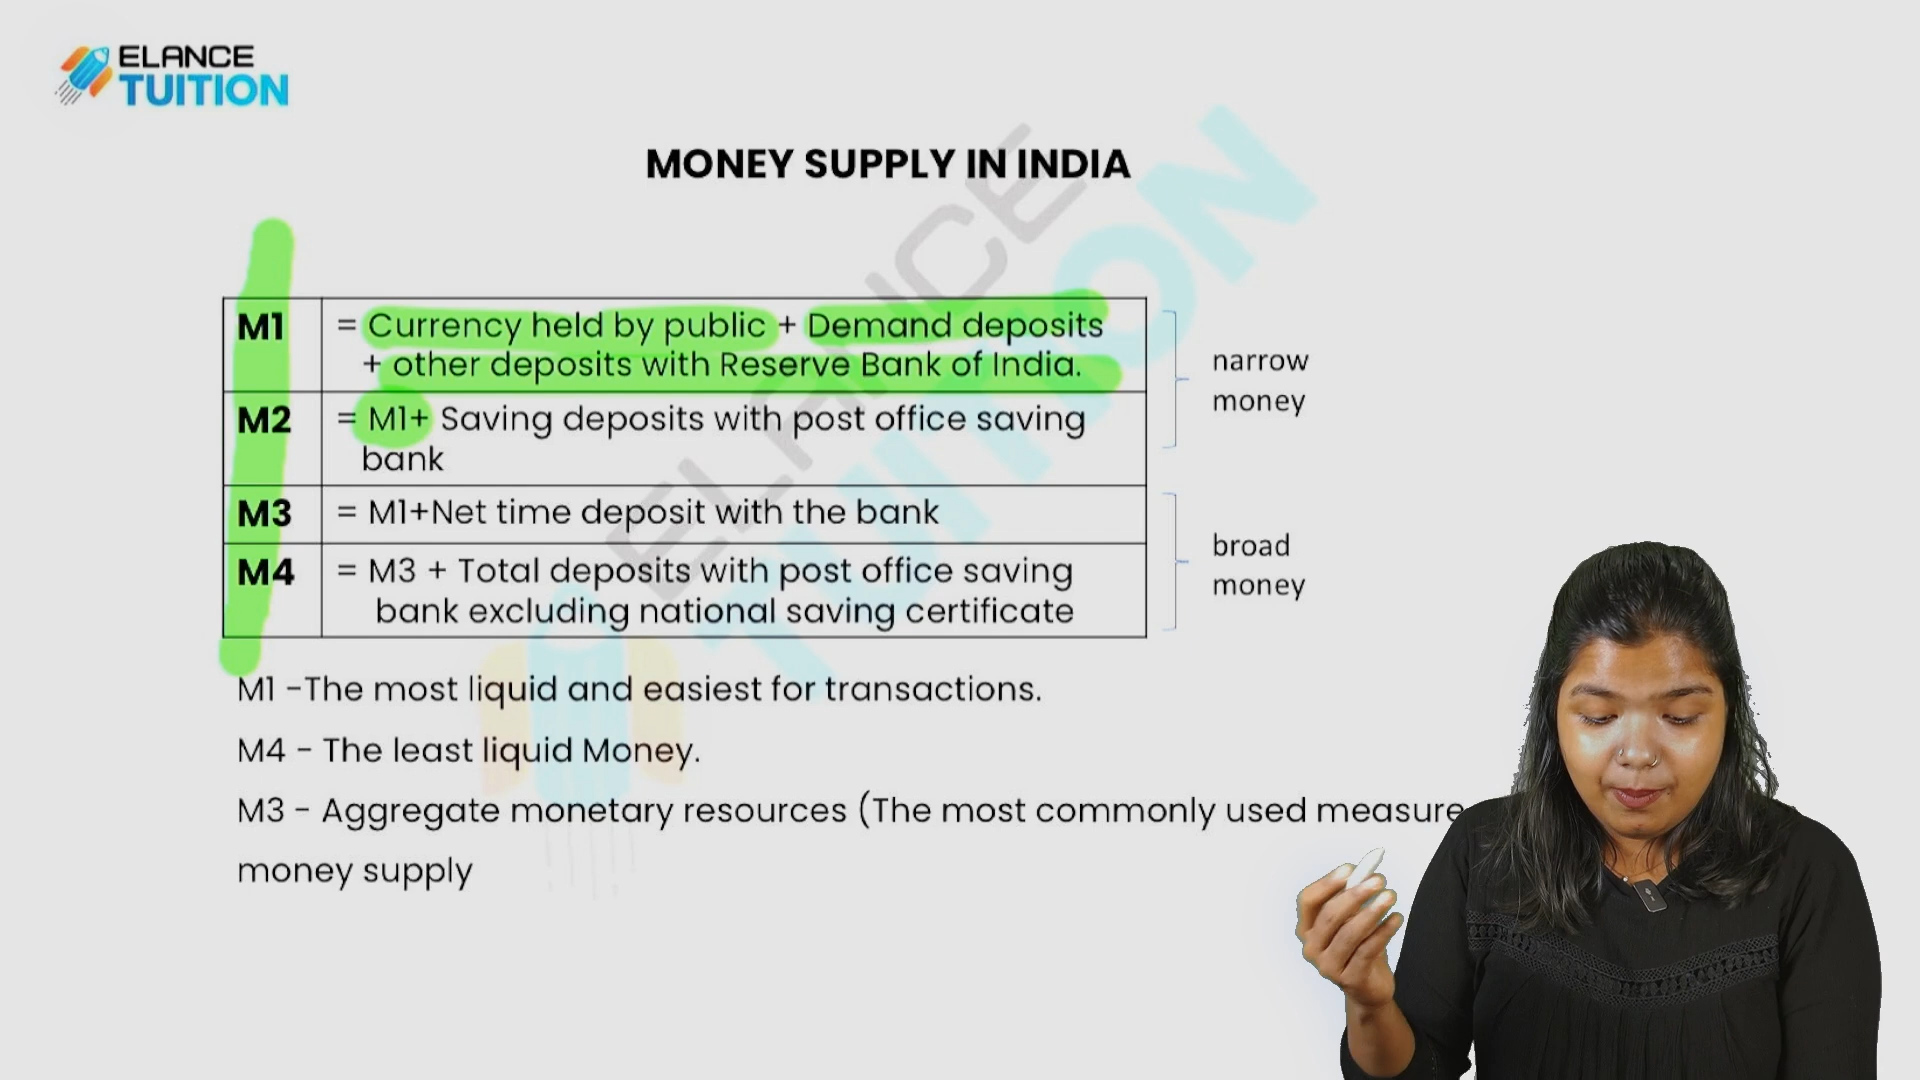 ELANCE
TUITION
MONEY SUPPLY IN INDIA
M1 = Currency held by public + Demand deposits
+ other deposits with Reserve Bank of India.
narrow
money
M2 = M1+ Saving deposits with post office saving
bank
M3 = M1+Net time deposit with the bank
M4 = M3 + Total deposits with post office saving
bank excluding national saving certificate
broad
money
M1 -The most liquid and easiest for transactions.
M4 - The least liquid Money.
M3 - Aggregate monetary resources (The most commonly used measure
money supply
ELANCE
TUITION